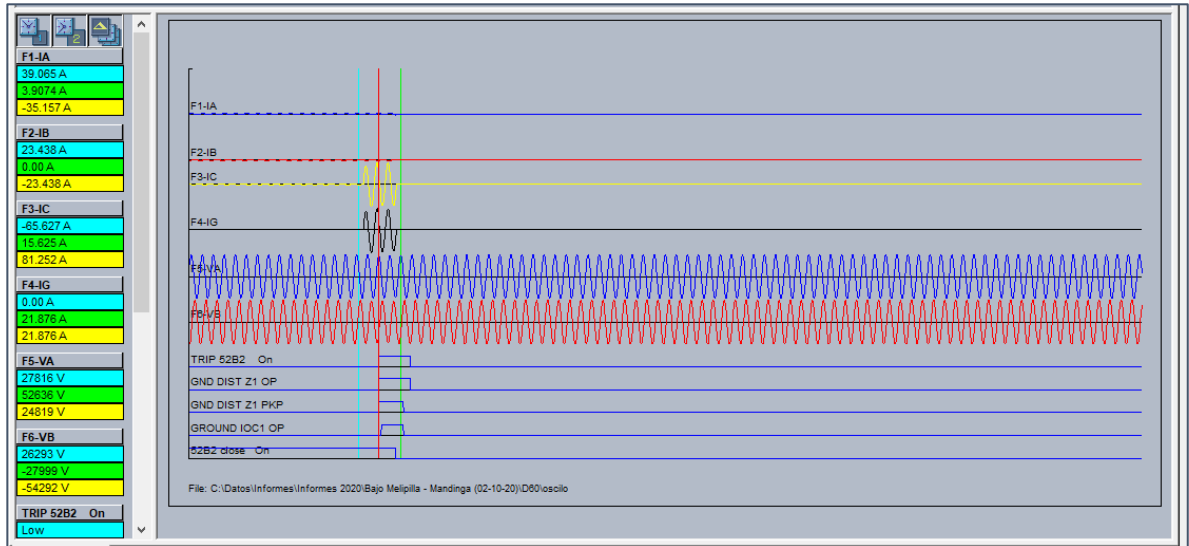 1
2
F1-IA
39.065 A
3.9074 A
-35.157 A
F2-IB
23.438 A
0.00 A
-23.438 A
F3-IC
-65.627 A
15.625 A
81.252 A
F4-IG
0.00 A
21.876 A
21.876 A
F5-VA
27816 V
52636 V
24819 V
F6-VB
26293 V
-27999 V
-54292 V
TRIP 52B2 On
Low
F1-IA
F2-IB
F3-IC
F4-IG
F5-VA
F6-VB
TRIP 52B2 On
GND DIST Z1 OP
GND DIST Z1 PKP
GROUND IOC1 OP
52B2 close On
File: C:\Datos\Informes\Informes 2020\Bajo Melipilla - Mandinga (02-10-20)\D60\oscilo